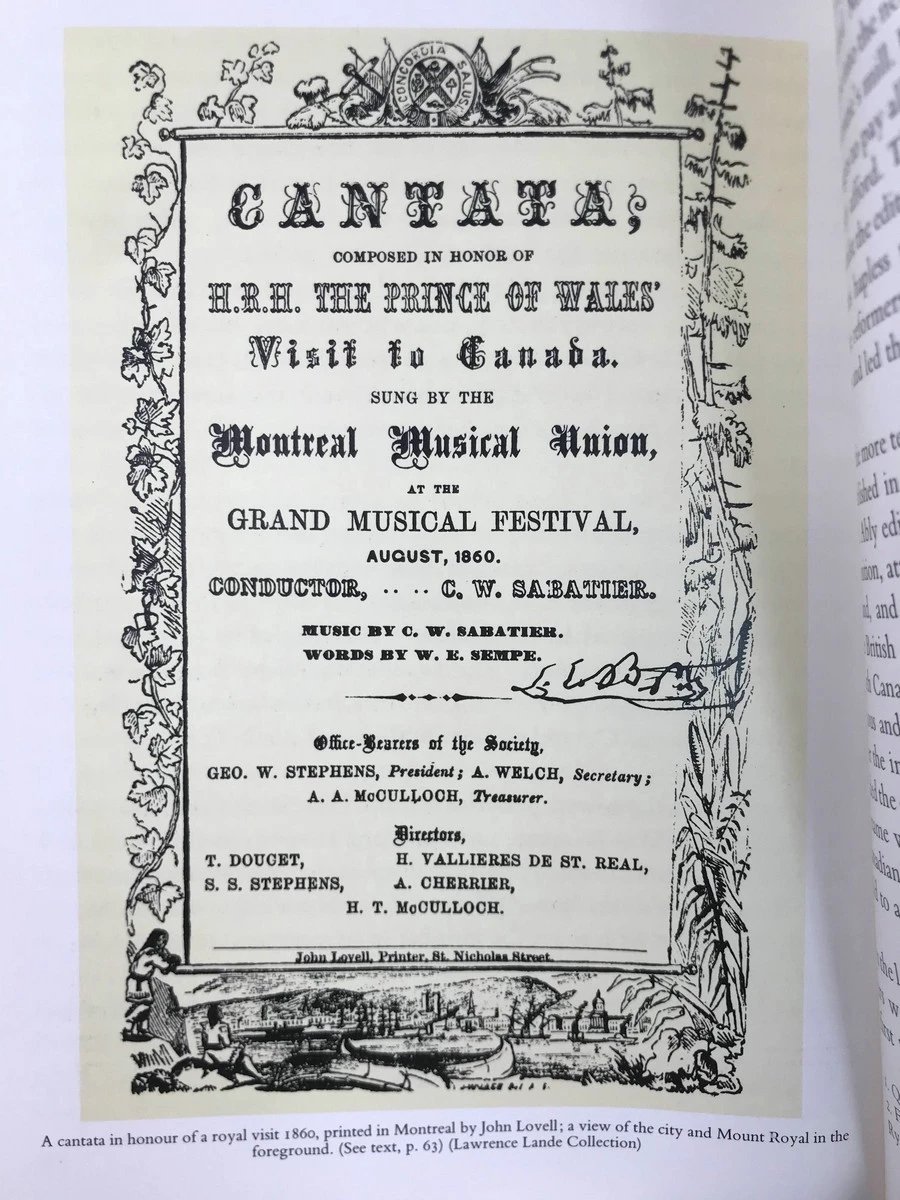 CONCORDIA SALUS
CANTATA;
COMPOSED IN HONOR OF
H.R.H. THE PRINCE OF WALES'
Visit to Canada.
SUNG BY THE
Montreal Musical Union,
AT THE
GRAND MUSICAL FESTIVAL,
AUGUST, 1860.
CONDUCTOR, .. .. C. W. SABATIER.
MUSIC BY C. W. SABATIER.
WORDS BY W. E. SEMPE.
Office-Bearers of the Society,
GEO. W. STEPHENS, President; A. WELCH, Secretary;
A. A. McCULLOCH, Treasurer.
Directors,
T. DOUCET, H. VALLIERES DE ST. REAL,
S. S. STEPHENS, A. CHERRIER,
H. T. McCULLOCH.
John Lovell, Printer, St. Nicholas Street.
A cantata in honour of a royal visit 1860, printed in Montreal by John Lovell; a view of the city and Mount Royal in the
foreground. (See text, p. 63) (Lawrence Lande Collection)